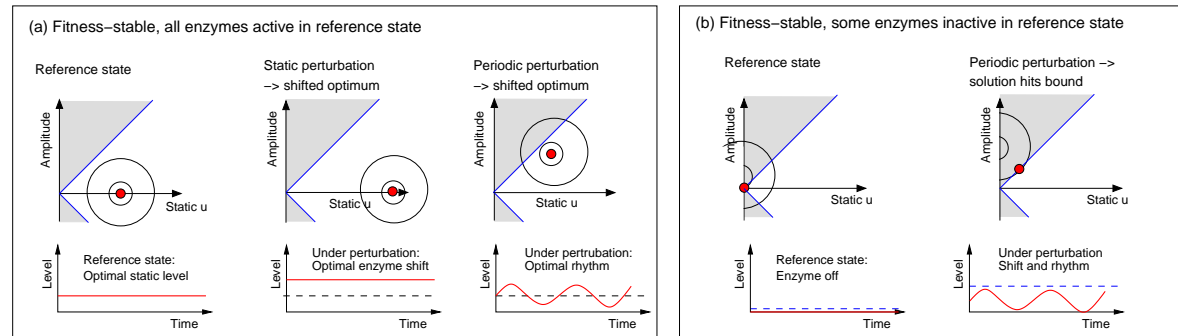 (a) Fitness−stable, all enzymes active in reference state
Reference state
Static perturbation
−> shifted optimum
Periodic perturbation
−> shifted optimum
Amplitude
Static u
Amplitude
Static u
Amplitude
Static u
Level
Reference state:
Optimal static level
Time
Level
Under perturbation:
Optimal enzyme shift
Time
Level
Under pertrubation:
Optimal rhythm
Time
(b) Fitness−stable, some enzymes inactive in reference state
Reference state
Periodic perturbation −>
solution hits bound
Amplitude
Static u
Amplitude
Static u
Level
Reference state:
Enzyme off
Time
Level
Under perturbation
Shift and rhythm
Time